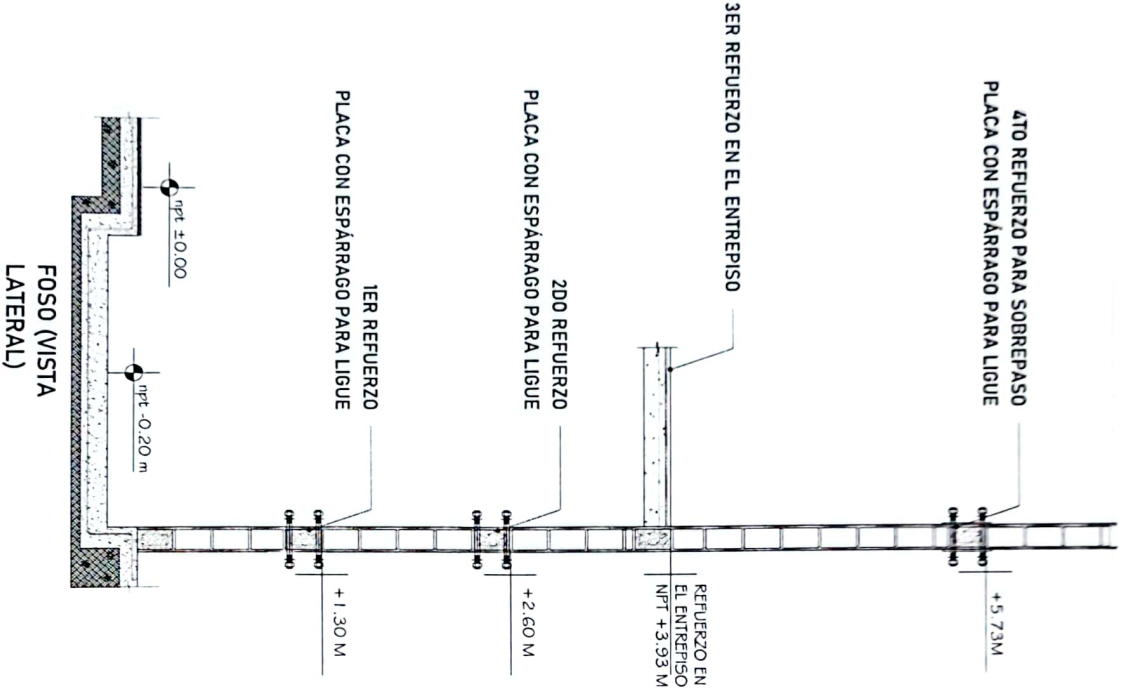 4TO REFUERZO PARA SOBREPASO
PLACA CON ESPÁRRAGO PARA LIGUE
+5.73M
3ER REFUERZO EN EL ENTREPISO
REFUERZO EN
EL ENTREPISO
NPT +3.93 M
2DO REFUERZO
PLACA CON ESPÁRRAGO PARA LIGUE
+2.60 M
1ER REFUERZO
PLACA CON ESPÁRRAGO PARA LIGUE
+1.30 M
npt ±0.00
npt -0.20 m
FOSO (VISTA
LATERAL)